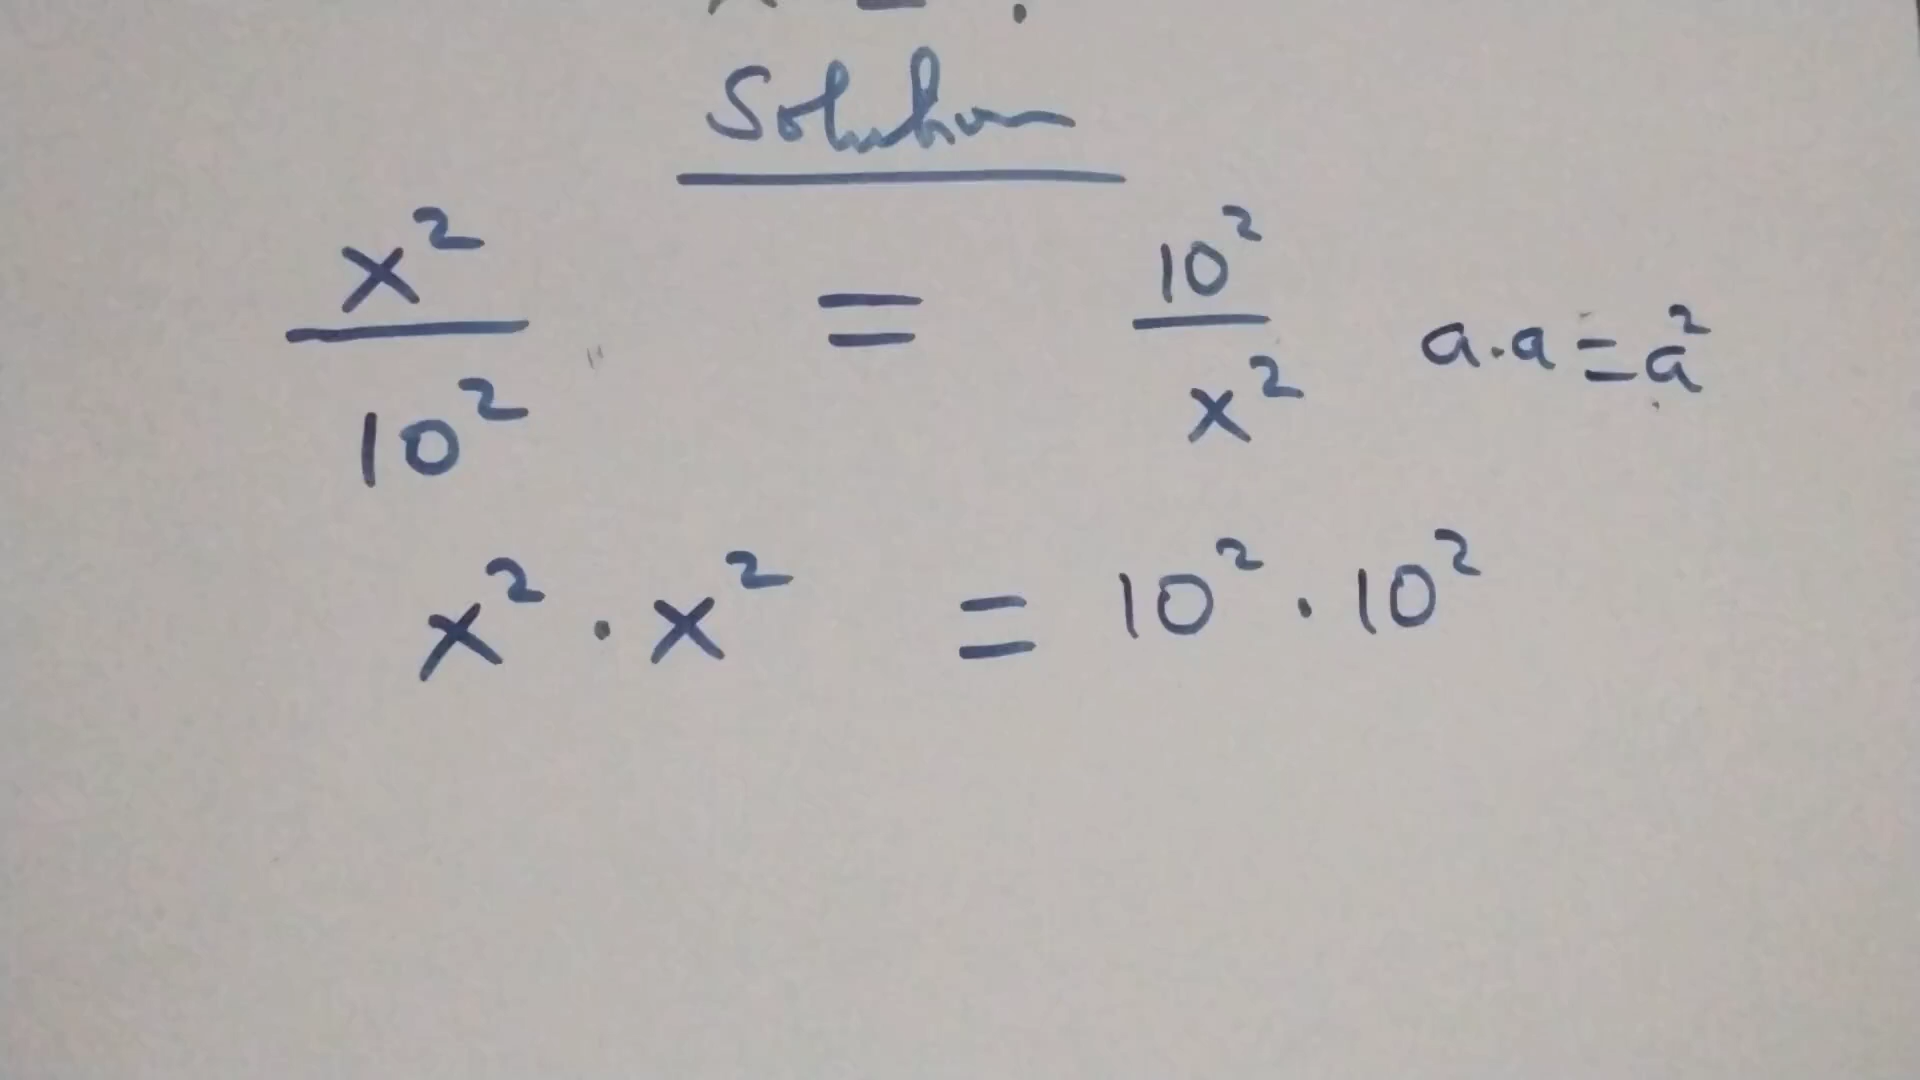 Solution
x²/10² = 10²/x² a.a = a²
x² · x² = 10² · 10²